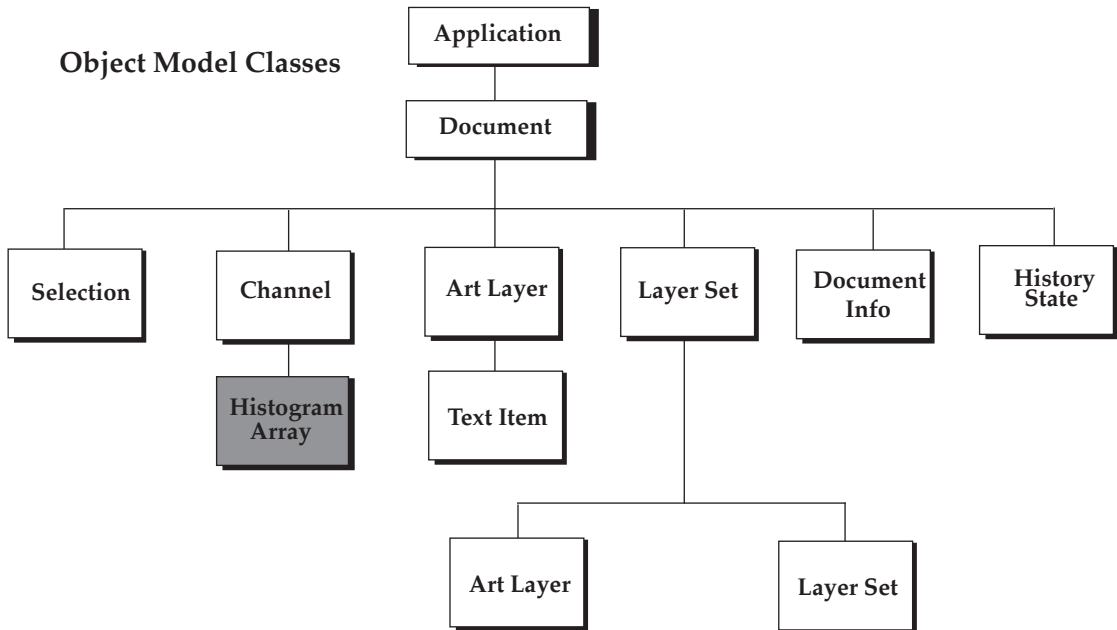 Application
Object Model Classes
Document
Selection
Channel
Art Layer
Layer Set
Document
Info
History
State
Histogram
Array
Text Item
Art Layer
Layer Set